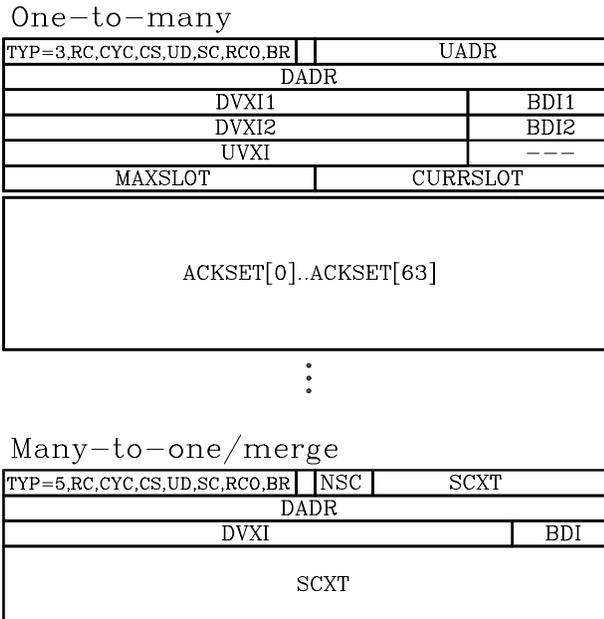 One-to-many
TYP=3,RC,CYC,CS,UD,SC,RCO,BR UADR
DADR
DVXI1 BDI1
DVXI2 BDI2
UVXI ---
MAXSLOT CURRSLOT
ACKSET[0]..ACKSET[63]
Many-to-one/merge
TYP=5,RC,CYC,CS,UD,SC,RCO,BR NSC SCXT
DADR
DVXI BDI
SCXT